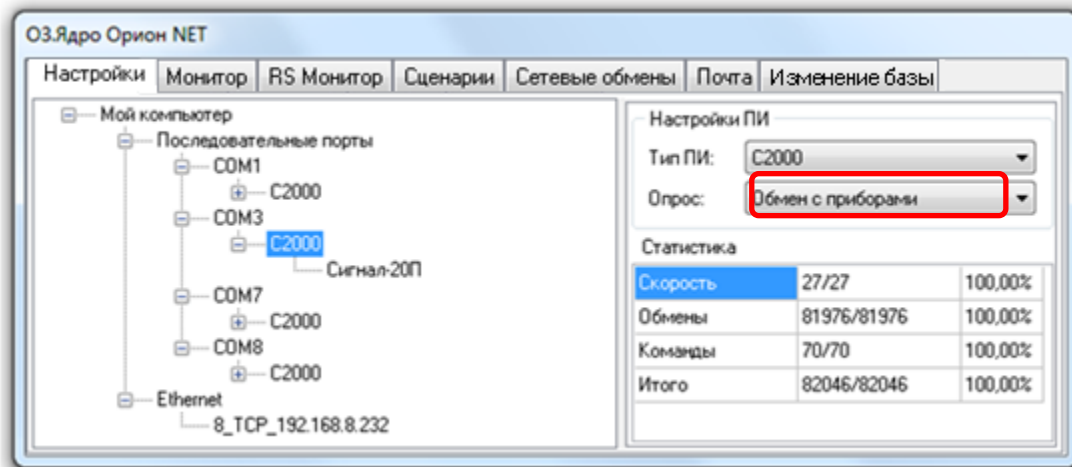 ОЗ.Ядро Орион NET
Настройки Монитор RS Монитор Сценарии Сетевые обмены Почта Изменение базы
Мой компьютер
Последовательные порты
COM1
С2000
COM3
С2000
Сигнал-20П
COM7
С2000
COM8
С2000
Ethernet
8_TCP_192.168.8.232
Настройки ПИ
Тип ПИ: С2000
Опрос: Обмен с приборами
Статистика
Скорость 27/27 100,00%
Обмены 81976/81976 100,00%
Команды 70/70 100,00%
Итого 82046/82046 100,00%